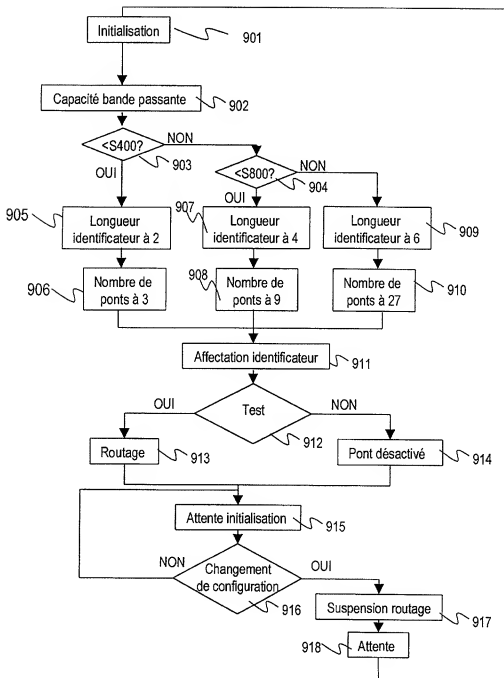 Initialisation
901
Capacité bande passante
902
<S400?
NON
903
OUI
<S800?
NON
904
OUI
905
Longueur
identificateur à 2
907
Longueur
identificateur à 4
Longueur
identificateur à 6
909
906
Nombre de
ponts à 3
908
Nombre de
ponts à 9
Nombre de
ponts à 27
910
Affectation identificateur
911
OUI
Test
NON
912
Routage
913
Pont désactivé
914
Attente initialisation
915
NON
Changement
de configuration
OUI
916
Suspension routage
917
918
Attente